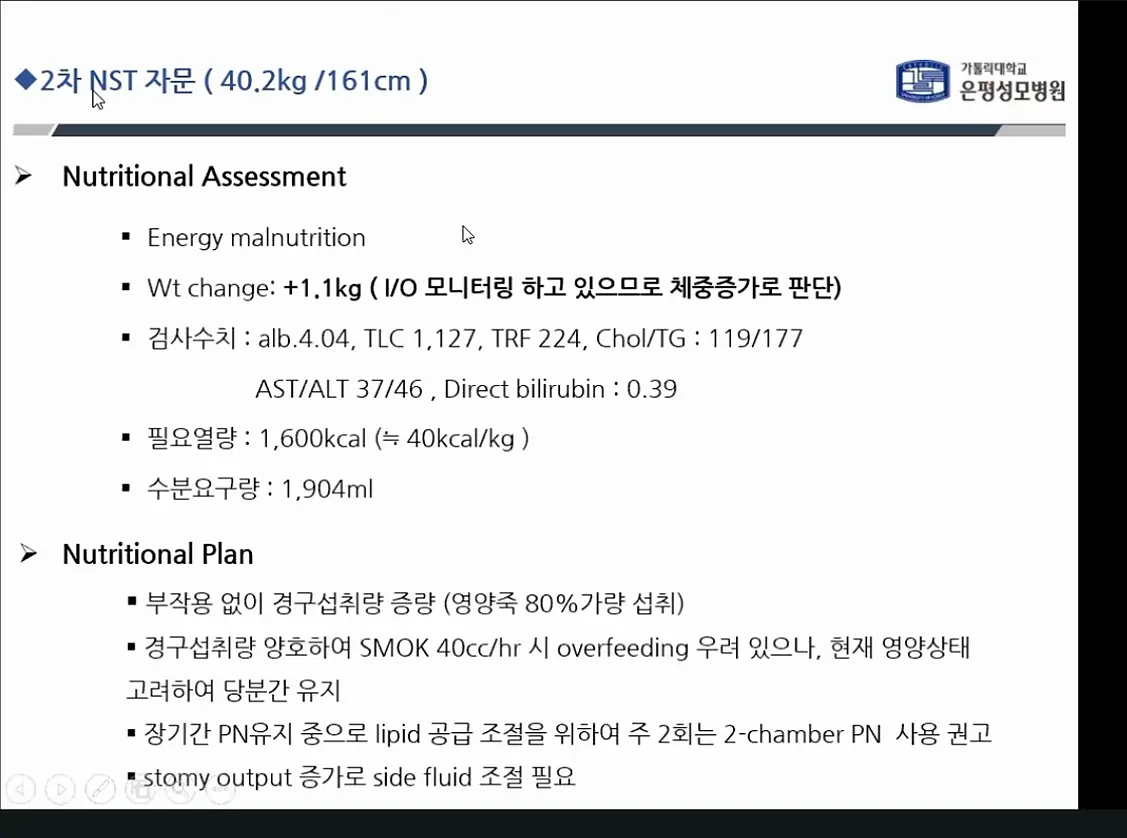 ◆2차 NST 자문 ( 40.2kg /161cm )
가톨릭대학교
은평성모병원
➢ Nutritional Assessment
▪ Energy malnutrition
▪ Wt change: +1.1kg ( I/O 모니터링 하고 있으므로 체중증가로 판단)
▪ 검사수치 : alb.4.04, TLC 1,127, TRF 224, Chol/TG : 119/177
AST/ALT 37/46 , Direct bilirubin : 0.39
▪ 필요열량 : 1,600kcal (≒ 40kcal/kg )
▪ 수분요구량 : 1,904ml
➢ Nutritional Plan
▪ 부작용 없이 경구섭취량 증량 (영양죽 80%가량 섭취)
▪ 경구섭취량 양호하여 SMOK 40cc/hr 시 overfeeding 우려 있으나, 현재 영양상태
고려하여 당분간 유지
▪ 장기간 PN유지 중으로 lipid 공급 조절을 위하여 주 2회는 2-chamber PN 사용 권고
▪ stomy output 증가로 side fluid 조절 필요